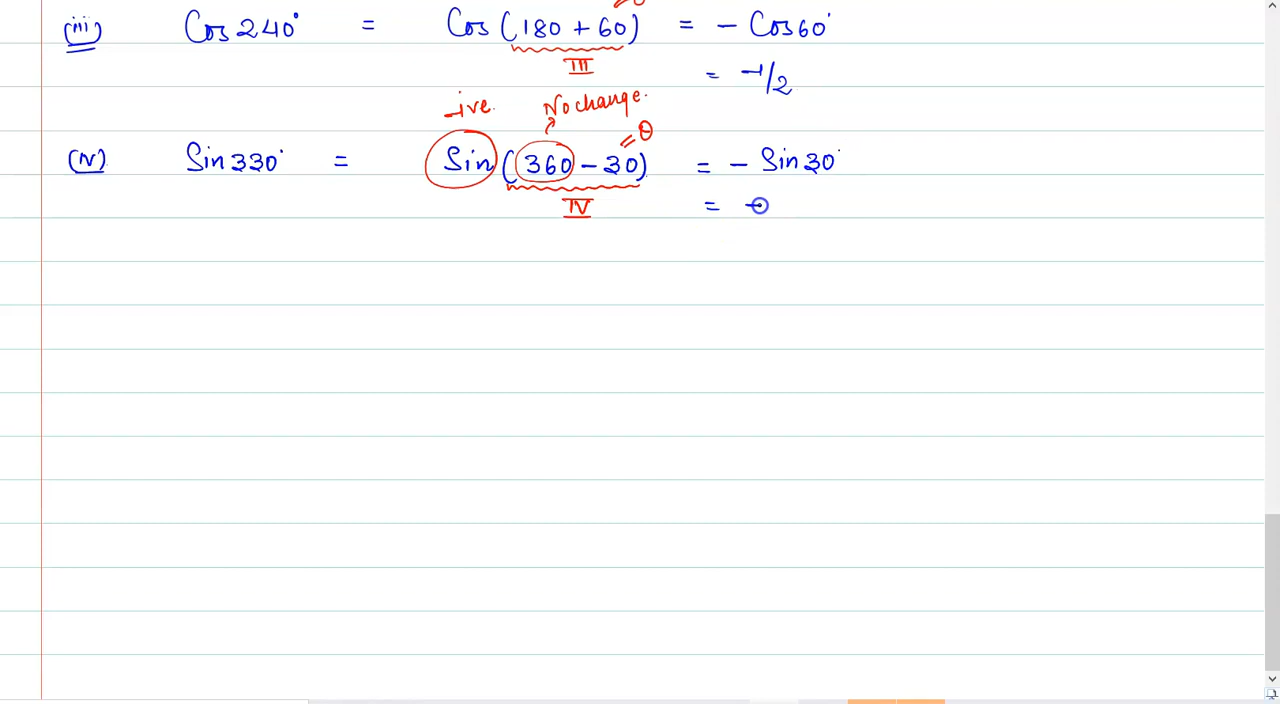 (iii) Cos 240° = Cos (180 + 60) = - Cos 60°
III
= -1/2
-ive. No change.
θ
(IV) Sin 330° = Sin (360 - 30) = - Sin 30°
IV
= -